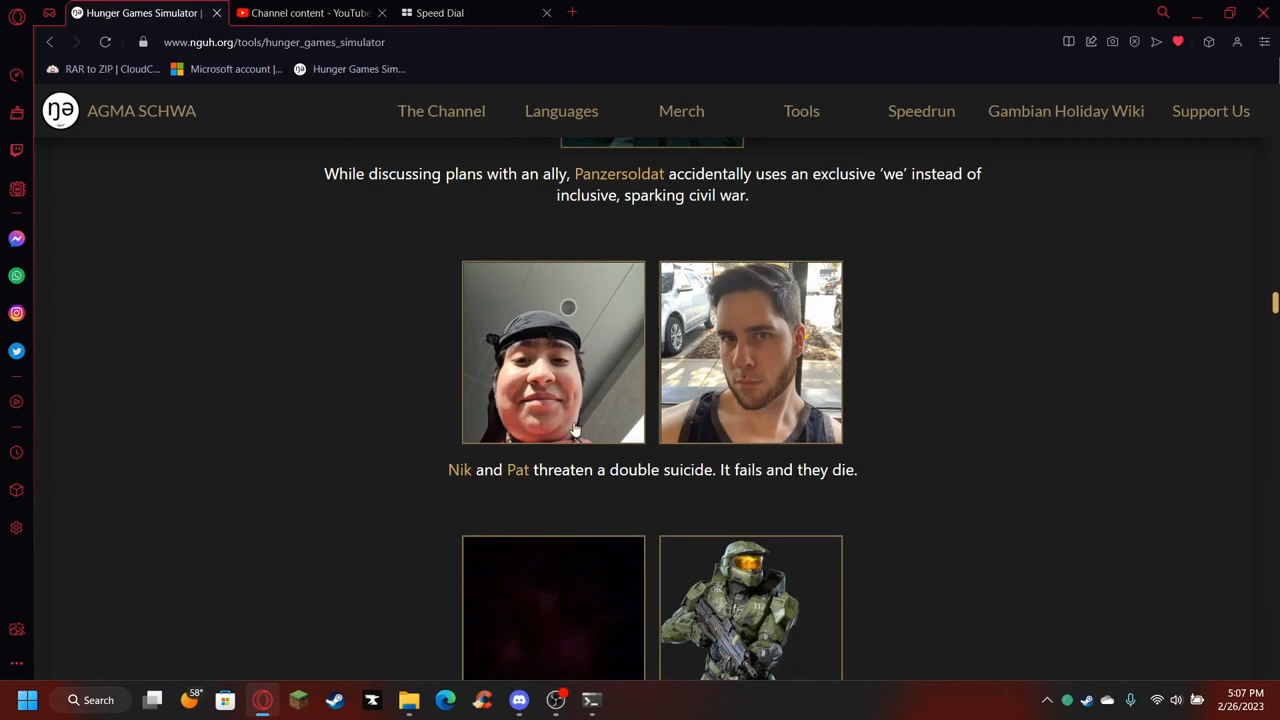 Hunger Games Simulator |
Channel content - YouTube
Speed Dial
www.nguh.org/tools/hunger_games_simulator
RAR to ZIP | CloudC...
Microsoft account |...
Hunger Games Sim...
ŋə
AGMA SCHWA
The Channel
Languages
Merch
Tools
Speedrun
Gambian Holiday Wiki
Support Us
While discussing plans with an ally, Panzersoldat accidentally uses an exclusive ‘we’ instead of
inclusive, sparking civil war.
Nik and Pat threaten a double suicide. It fails and they die.
58°
Search
5:07 PM
2/26/2023